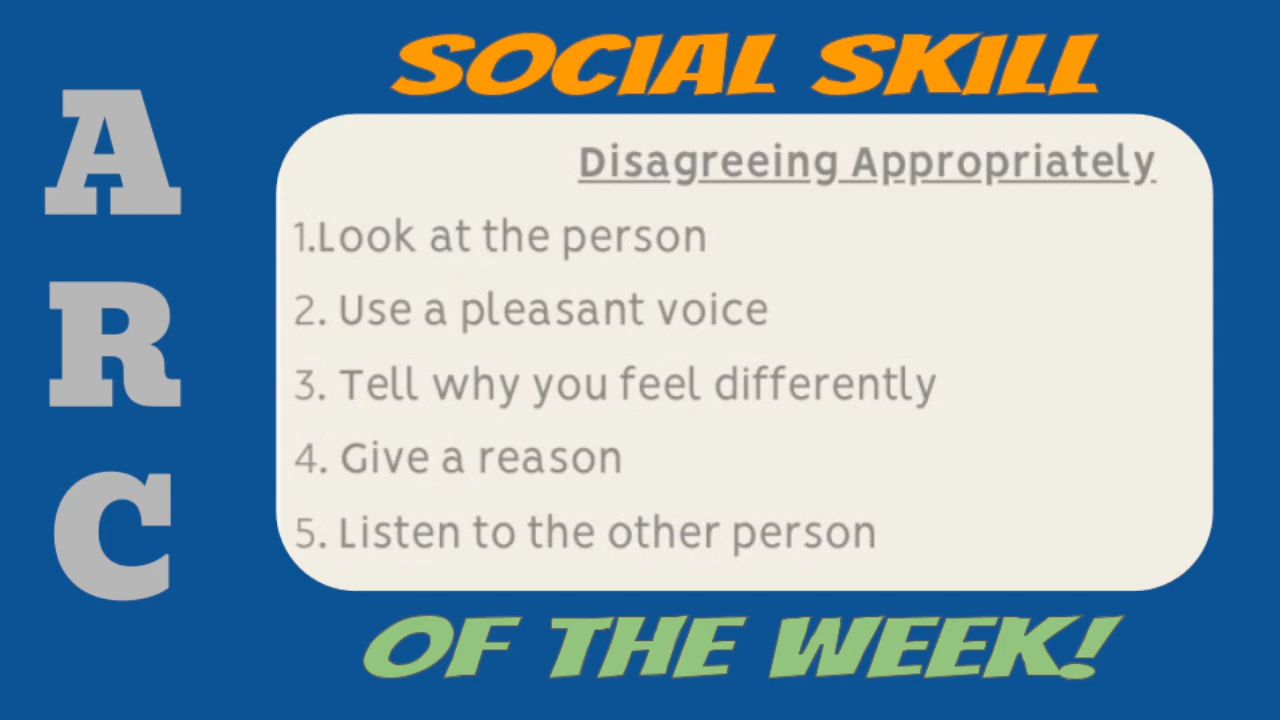 SOCIAL SKILL
A
R
C
Disagreeing Appropriately
1.Look at the person
2. Use a pleasant voice
3. Tell why you feel differently
4. Give a reason
5. Listen to the other person
OF THE WEEK!